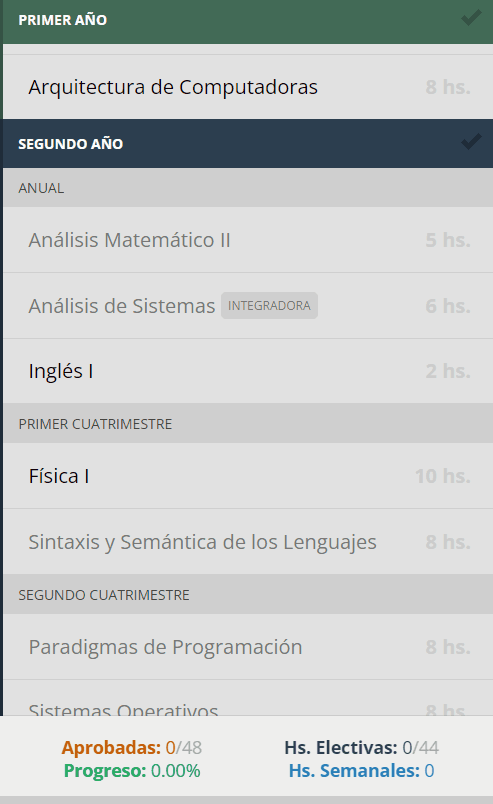 PRIMER AÑO
Arquitectura de Computadoras 8 hs.
SEGUNDO AÑO
ANUAL
Análisis Matemático II 5 hs.
Análisis de Sistemas INTEGRADORA 6 hs.
Inglés I 2 hs.
PRIMER CUATRIMESTRE
Física I 10 hs.
Sintaxis y Semántica de los Lenguajes 8 hs.
SEGUNDO CUATRIMESTRE
Paradigmas de Programación 8 hs.
Sistemas Operativos 8 hs.
Aprobadas: 0/48 Hs. Electivas: 0/44
Progreso: 0.00% Hs. Semanales: 0